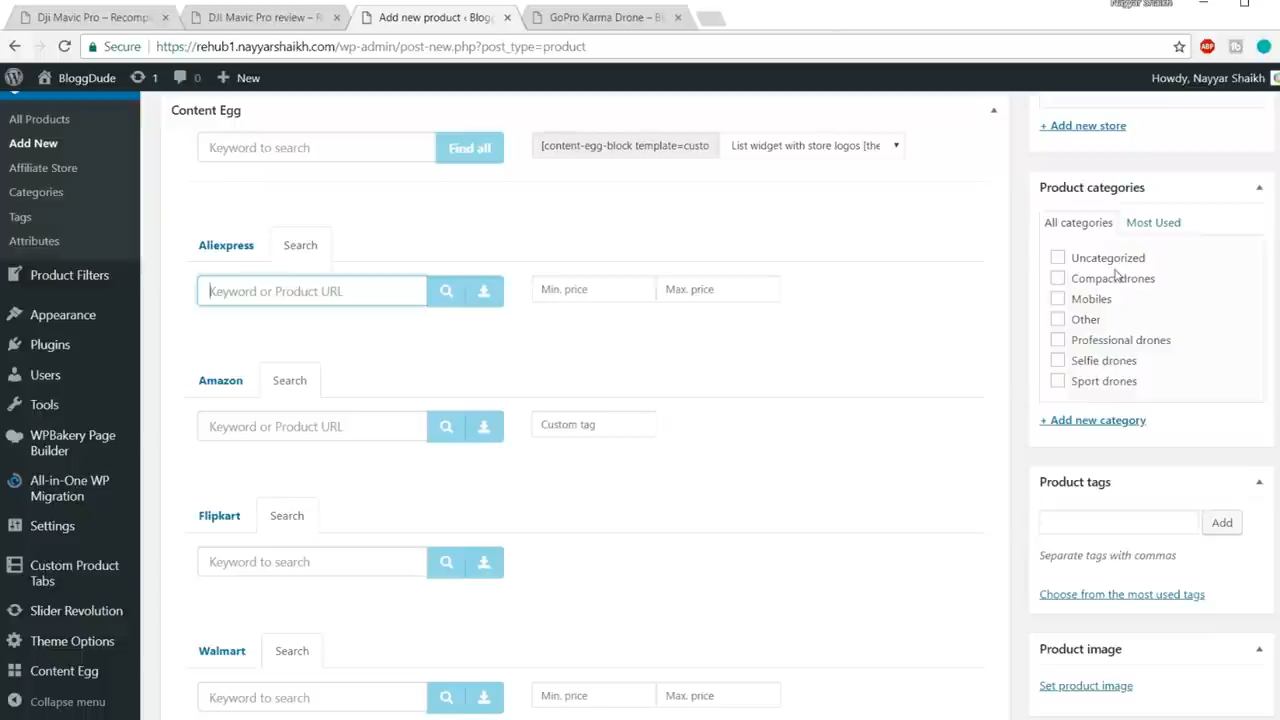 Nayyar Shaikh
Dji Mavic Pro – Recomp
DJI Mavic Pro review – R
Add new product ‹ Blogg
GoPro Karma Drone – B
Secure
https://rehub1.nayyarshaikh.com/wp-admin/post-new.php?post_type=product
ABP
BloggDude
1
0
New
Howdy, Nayyar Shaikh
All Products
Add New
Affiliate Store
Categories
Tags
Attributes
Product Filters
Appearance
Plugins
Users
Tools
WPBakery Page
Builder
All-in-One WP
Migration
Settings
Custom Product
Tabs
Slider Revolution
Theme Options
Content Egg
Collapse menu
Content Egg
Keyword to search
Find all
[content-egg-block template=custo
List widget with store logos [the
Aliexpress
Search
Keyword or Product URL
Min. price
Max. price
Amazon
Search
Keyword or Product URL
Custom tag
Flipkart
Search
Keyword to search
Walmart
Search
Keyword to search
Min. price
Max. price
+ Add new store
Product categories
All categories
Most Used
Uncategorized
Compact drones
Mobiles
Other
Professional drones
Selfie drones
Sport drones
+ Add new category
Product tags
Add
Separate tags with commas
Choose from the most used tags
Product image
Set product image